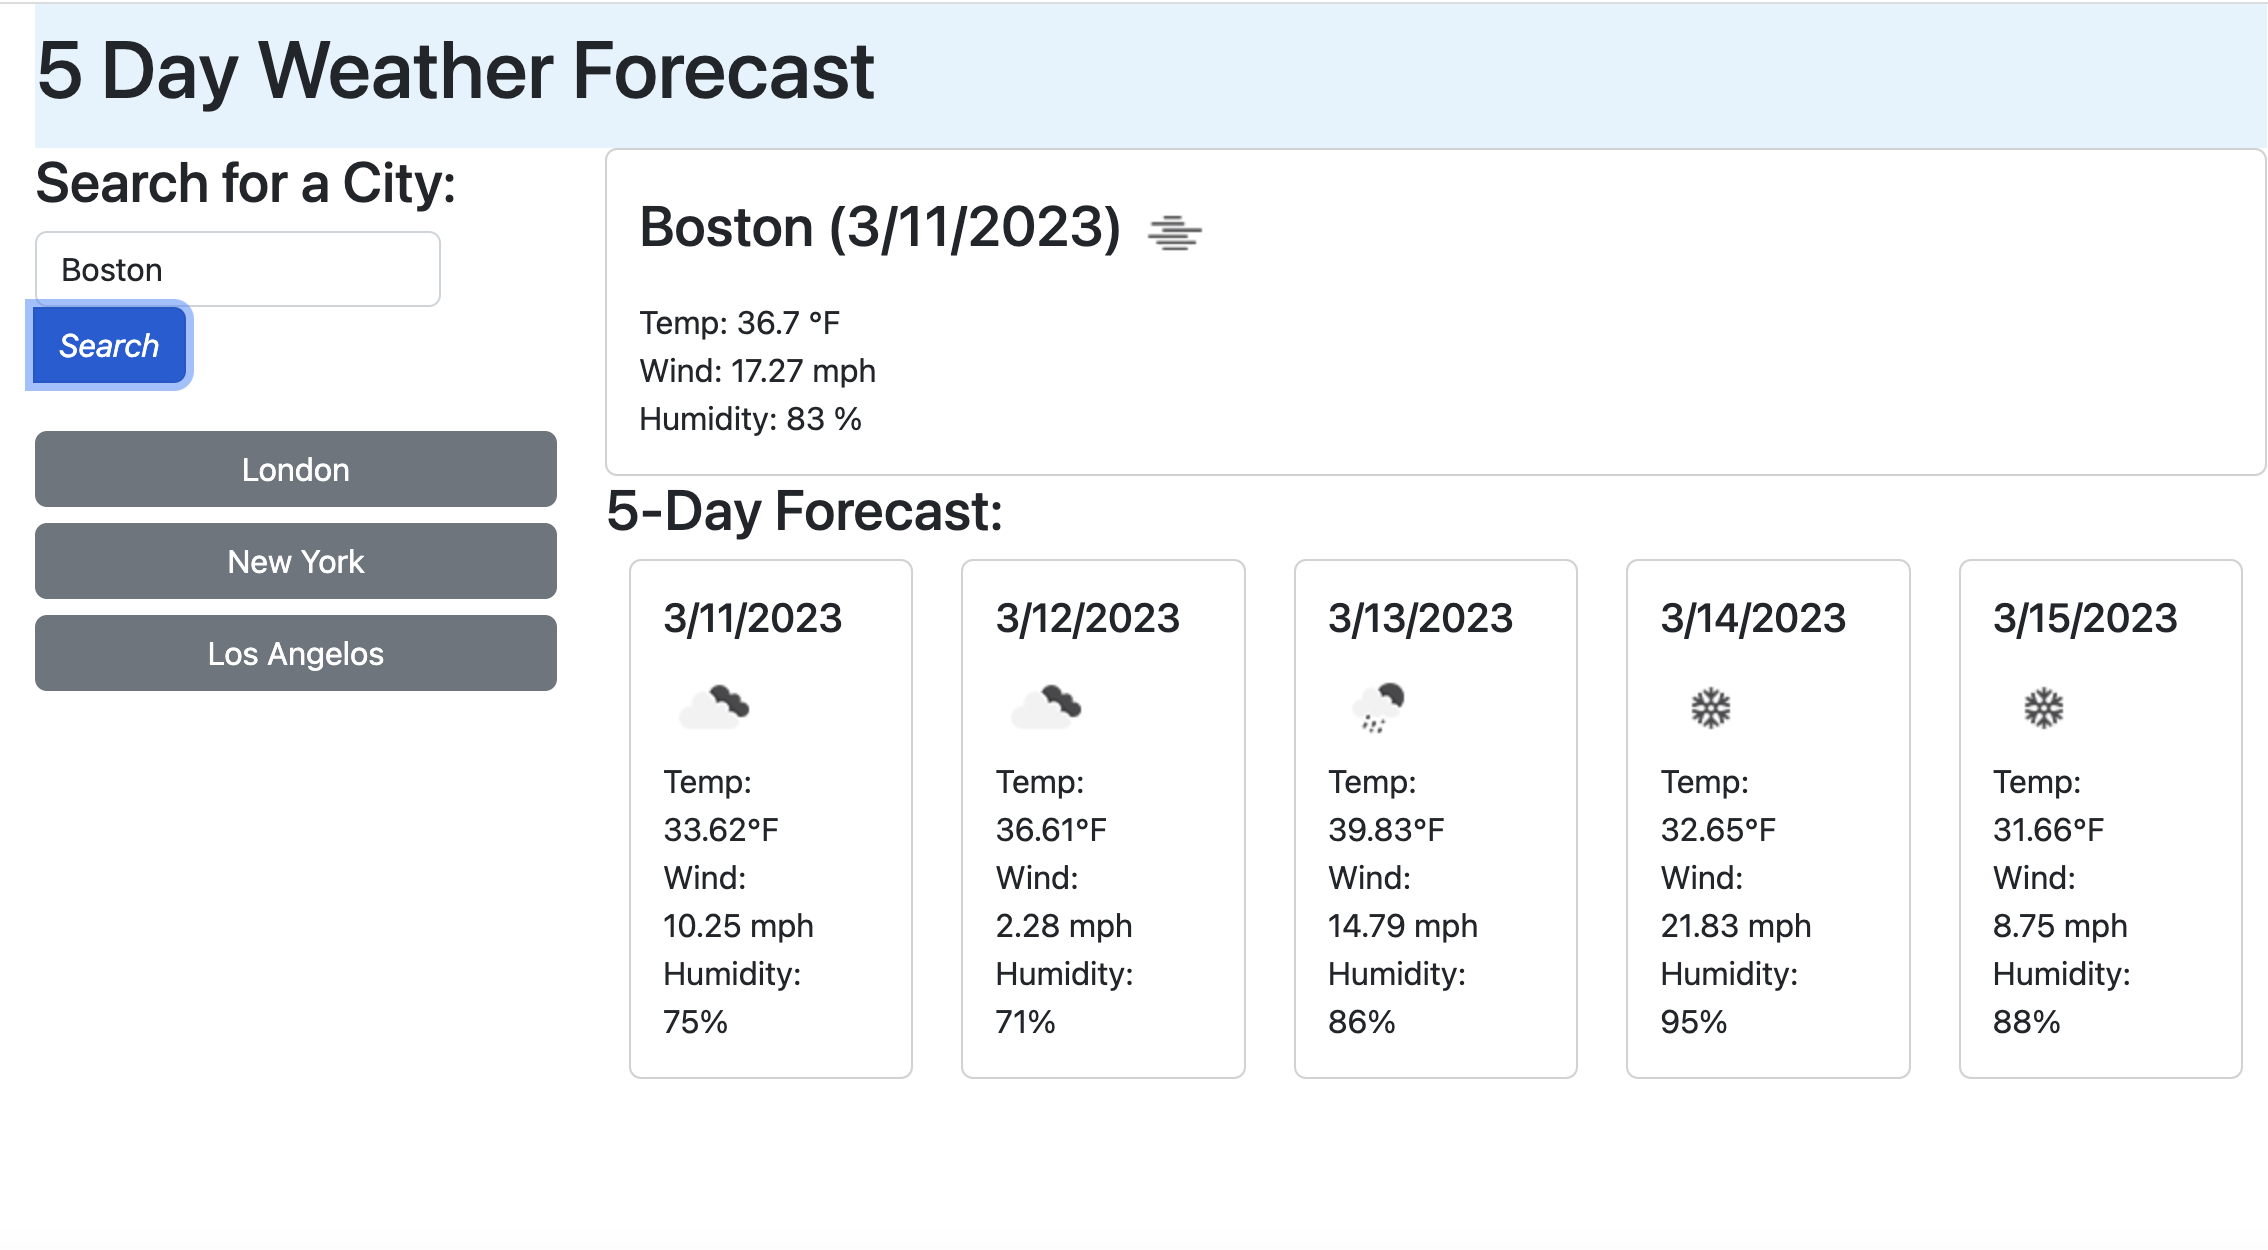 5 Day Weather Forecast
Search for a City:
Boston
Search
London
New York
Los Angelos
Boston (3/11/2023)
Temp: 36.7 °F
Wind: 17.27 mph
Humidity: 83 %
5-Day Forecast:
3/11/2023
Temp:
33.62°F
Wind:
10.25 mph
Humidity:
75%
3/12/2023
Temp:
36.61°F
Wind:
2.28 mph
Humidity:
71%
3/13/2023
Temp:
39.83°F
Wind:
14.79 mph
Humidity:
86%
3/14/2023
Temp:
32.65°F
Wind:
21.83 mph
Humidity:
95%
3/15/2023
Temp:
31.66°F
Wind:
8.75 mph
Humidity:
88%